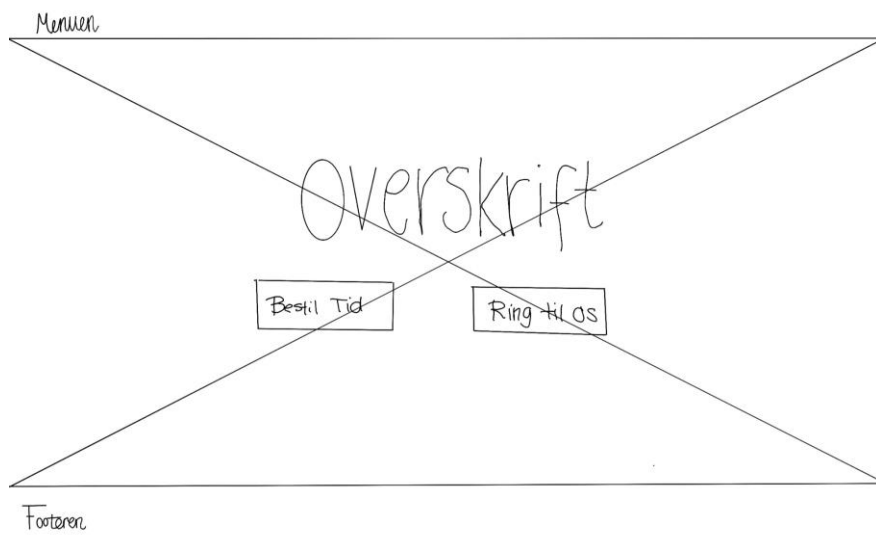 Menuen
Overskrift
Bestil Tid
Ring til os
Footeren